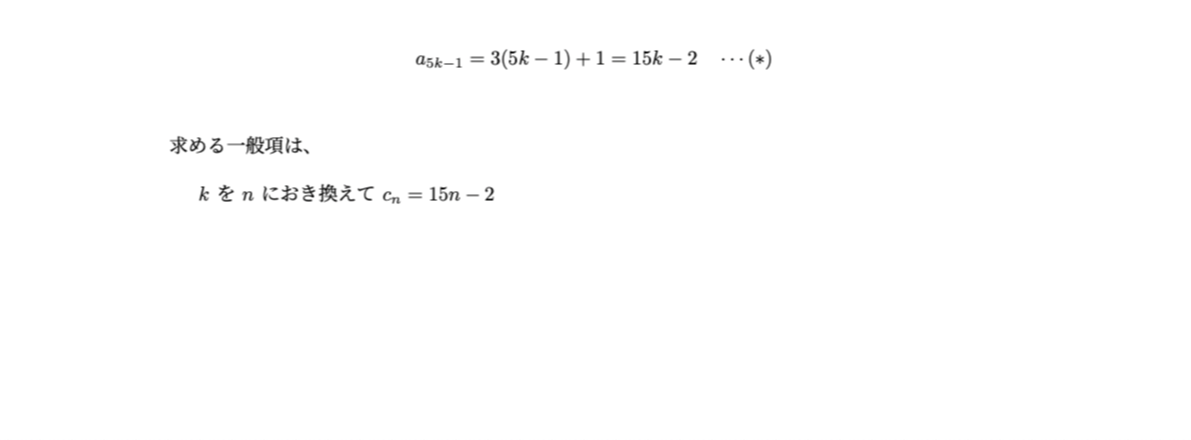 a_{5k−1} = 3(5k − 1) + 1 = 15k − 2 ⋯(∗)
求める一般項は、
k を n におき換えて c_n = 15n − 2